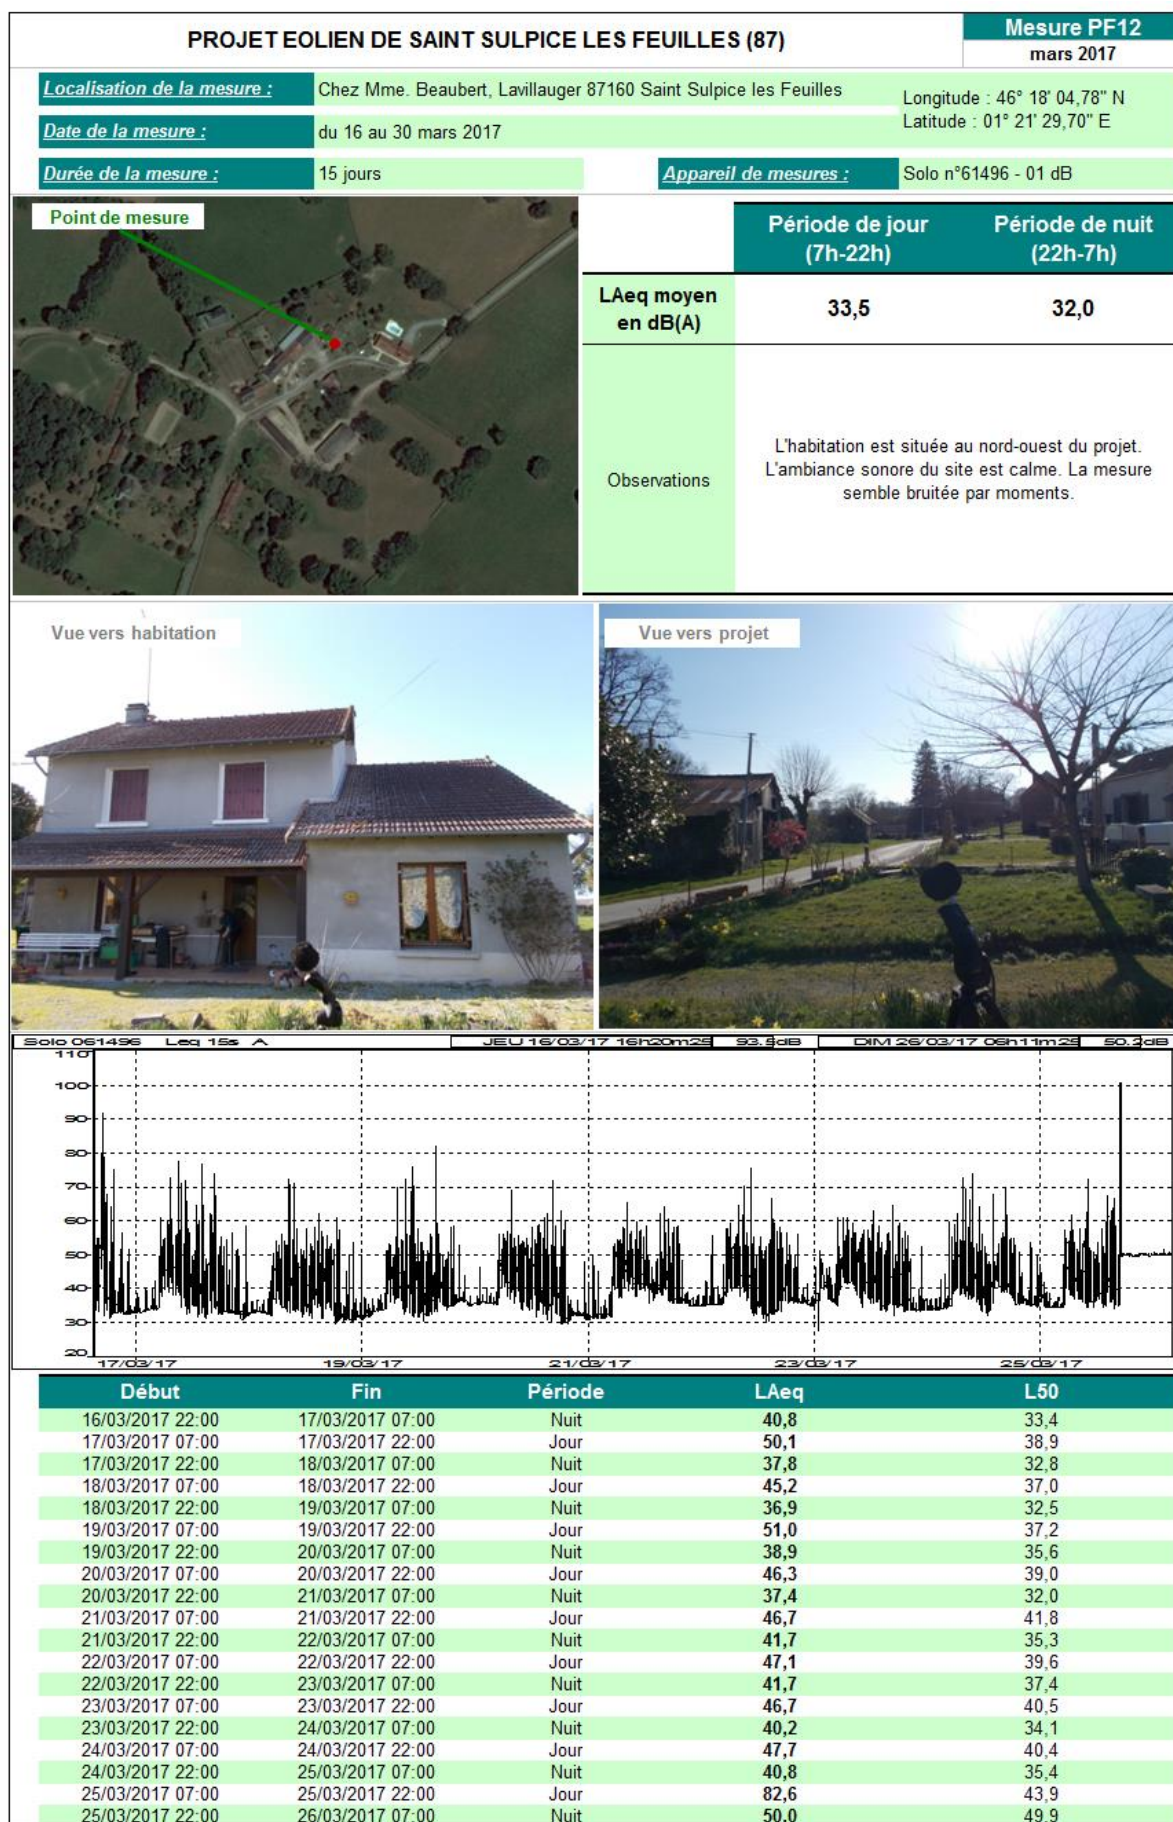 PROJET EOLIEN DE SAINT SULPICE LES FEUILLES (87)
Mesure PF12
mars 2017
Localisation de la mesure :
Chez Mme. Beaubert, Lavillauger 87160 Saint Sulpice les Feuilles
Longitude : 46° 18' 04,78" N
Latitude : 01° 21' 29,70" E
Date de la mesure :
du 16 au 30 mars 2017
Durée de la mesure :
15 jours
Appareil de mesures :
Solo n°61496 - 01 dB
Point de mesure
Période de jour
(7h-22h)
Période de nuit
(22h-7h)
LAeq moyen
en dB(A)
33,5
32,0
Observations
L'habitation est située au nord-ouest du projet.
L'ambiance sonore du site est calme. La mesure
semble bruitée par moments.
Vue vers habitation
Vue vers projet
Solo 061496 Leq 15s A JEU 16/03/17 16h20m25 93.5dB DIM 26/03/17 06h11m25 50.2dB
110
100
90
80
70
60
50
40
30
20
17/03/17 19/03/17 21/03/17 23/03/17 25/03/17
Début Fin Période LAeq L50
16/03/2017 22:00 17/03/2017 07:00 Nuit 40,8 33,4
17/03/2017 07:00 17/03/2017 22:00 Jour 50,1 38,9
17/03/2017 22:00 18/03/2017 07:00 Nuit 37,8 32,8
18/03/2017 07:00 18/03/2017 22:00 Jour 45,2 37,0
18/03/2017 22:00 19/03/2017 07:00 Nuit 36,9 32,5
19/03/2017 07:00 19/03/2017 22:00 Jour 51,0 37,2
19/03/2017 22:00 20/03/2017 07:00 Nuit 38,9 35,6
20/03/2017 07:00 20/03/2017 22:00 Jour 46,3 39,0
20/03/2017 22:00 21/03/2017 07:00 Nuit 37,4 32,0
21/03/2017 07:00 21/03/2017 22:00 Jour 46,7 41,8
21/03/2017 22:00 22/03/2017 07:00 Nuit 41,7 35,3
22/03/2017 07:00 22/03/2017 22:00 Jour 47,1 39,6
22/03/2017 22:00 23/03/2017 07:00 Nuit 41,7 37,4
23/03/2017 07:00 23/03/2017 22:00 Jour 46,7 40,5
23/03/2017 22:00 24/03/2017 07:00 Nuit 40,2 34,1
24/03/2017 07:00 24/03/2017 22:00 Jour 47,7 40,4
24/03/2017 22:00 25/03/2017 07:00 Nuit 40,8 35,4
25/03/2017 07:00 25/03/2017 22:00 Jour 82,6 43,9
25/03/2017 22:00 26/03/2017 07:00 Nuit 50,0 49,9